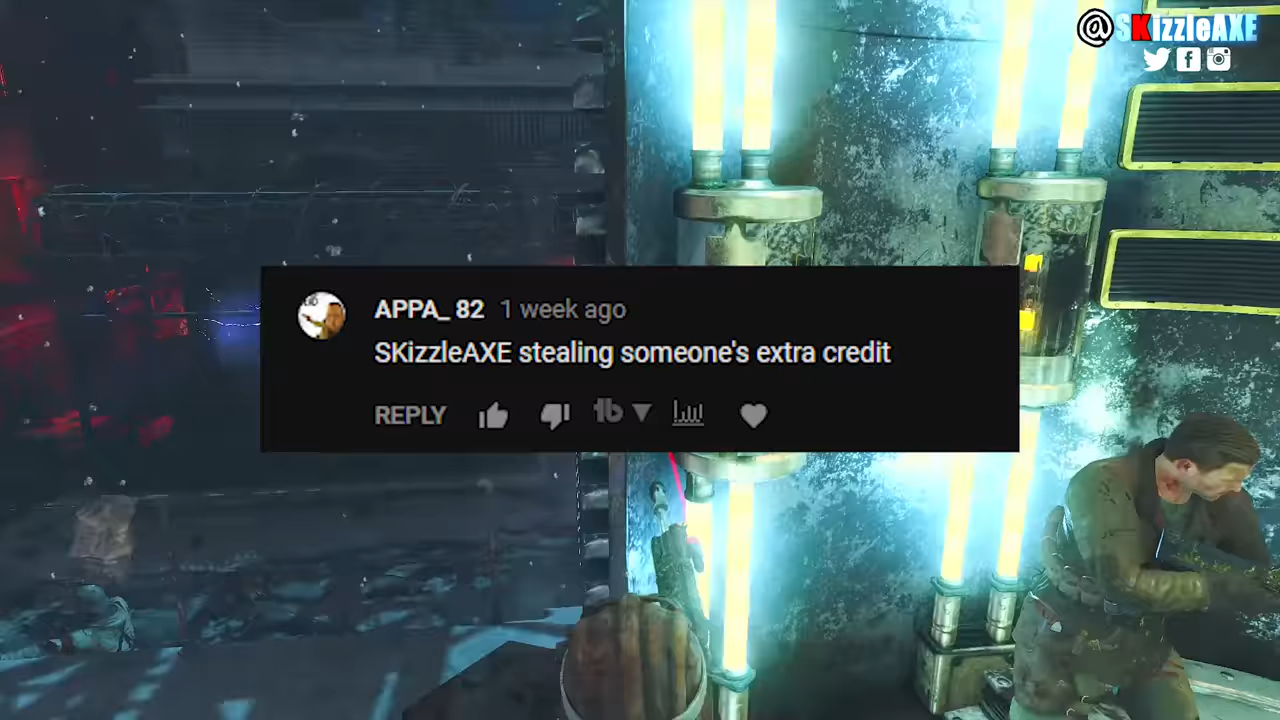 @SKizzleAXE
APPA_ 82 1 week ago
SKizzleAXE stealing someone's extra credit
REPLY